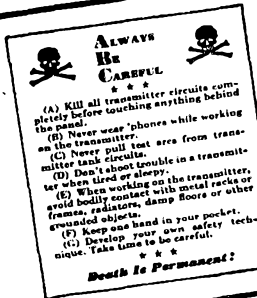 ALWAYS
BE
CAREFUL
* * *
(A) Kill all transmitter circuits com-
pletely before touching anything behind
the panel.
(B) Never wear 'phones while working
on the transmitter.
(C) Never pull test arcs from trans-
mitter tank circuits.
(D) Don't shoot trouble in a transmit-
ter when tired or sleepy.
(E) When working on the transmitter,
avoid bodily contact with metal racks or
frames, radiators, damp floors or other
grounded objects.
(F) Keep one hand in your pocket.
(G) Develop your own safety tech-
nique. Take time to be careful.
* * *
Death Is Permanent!